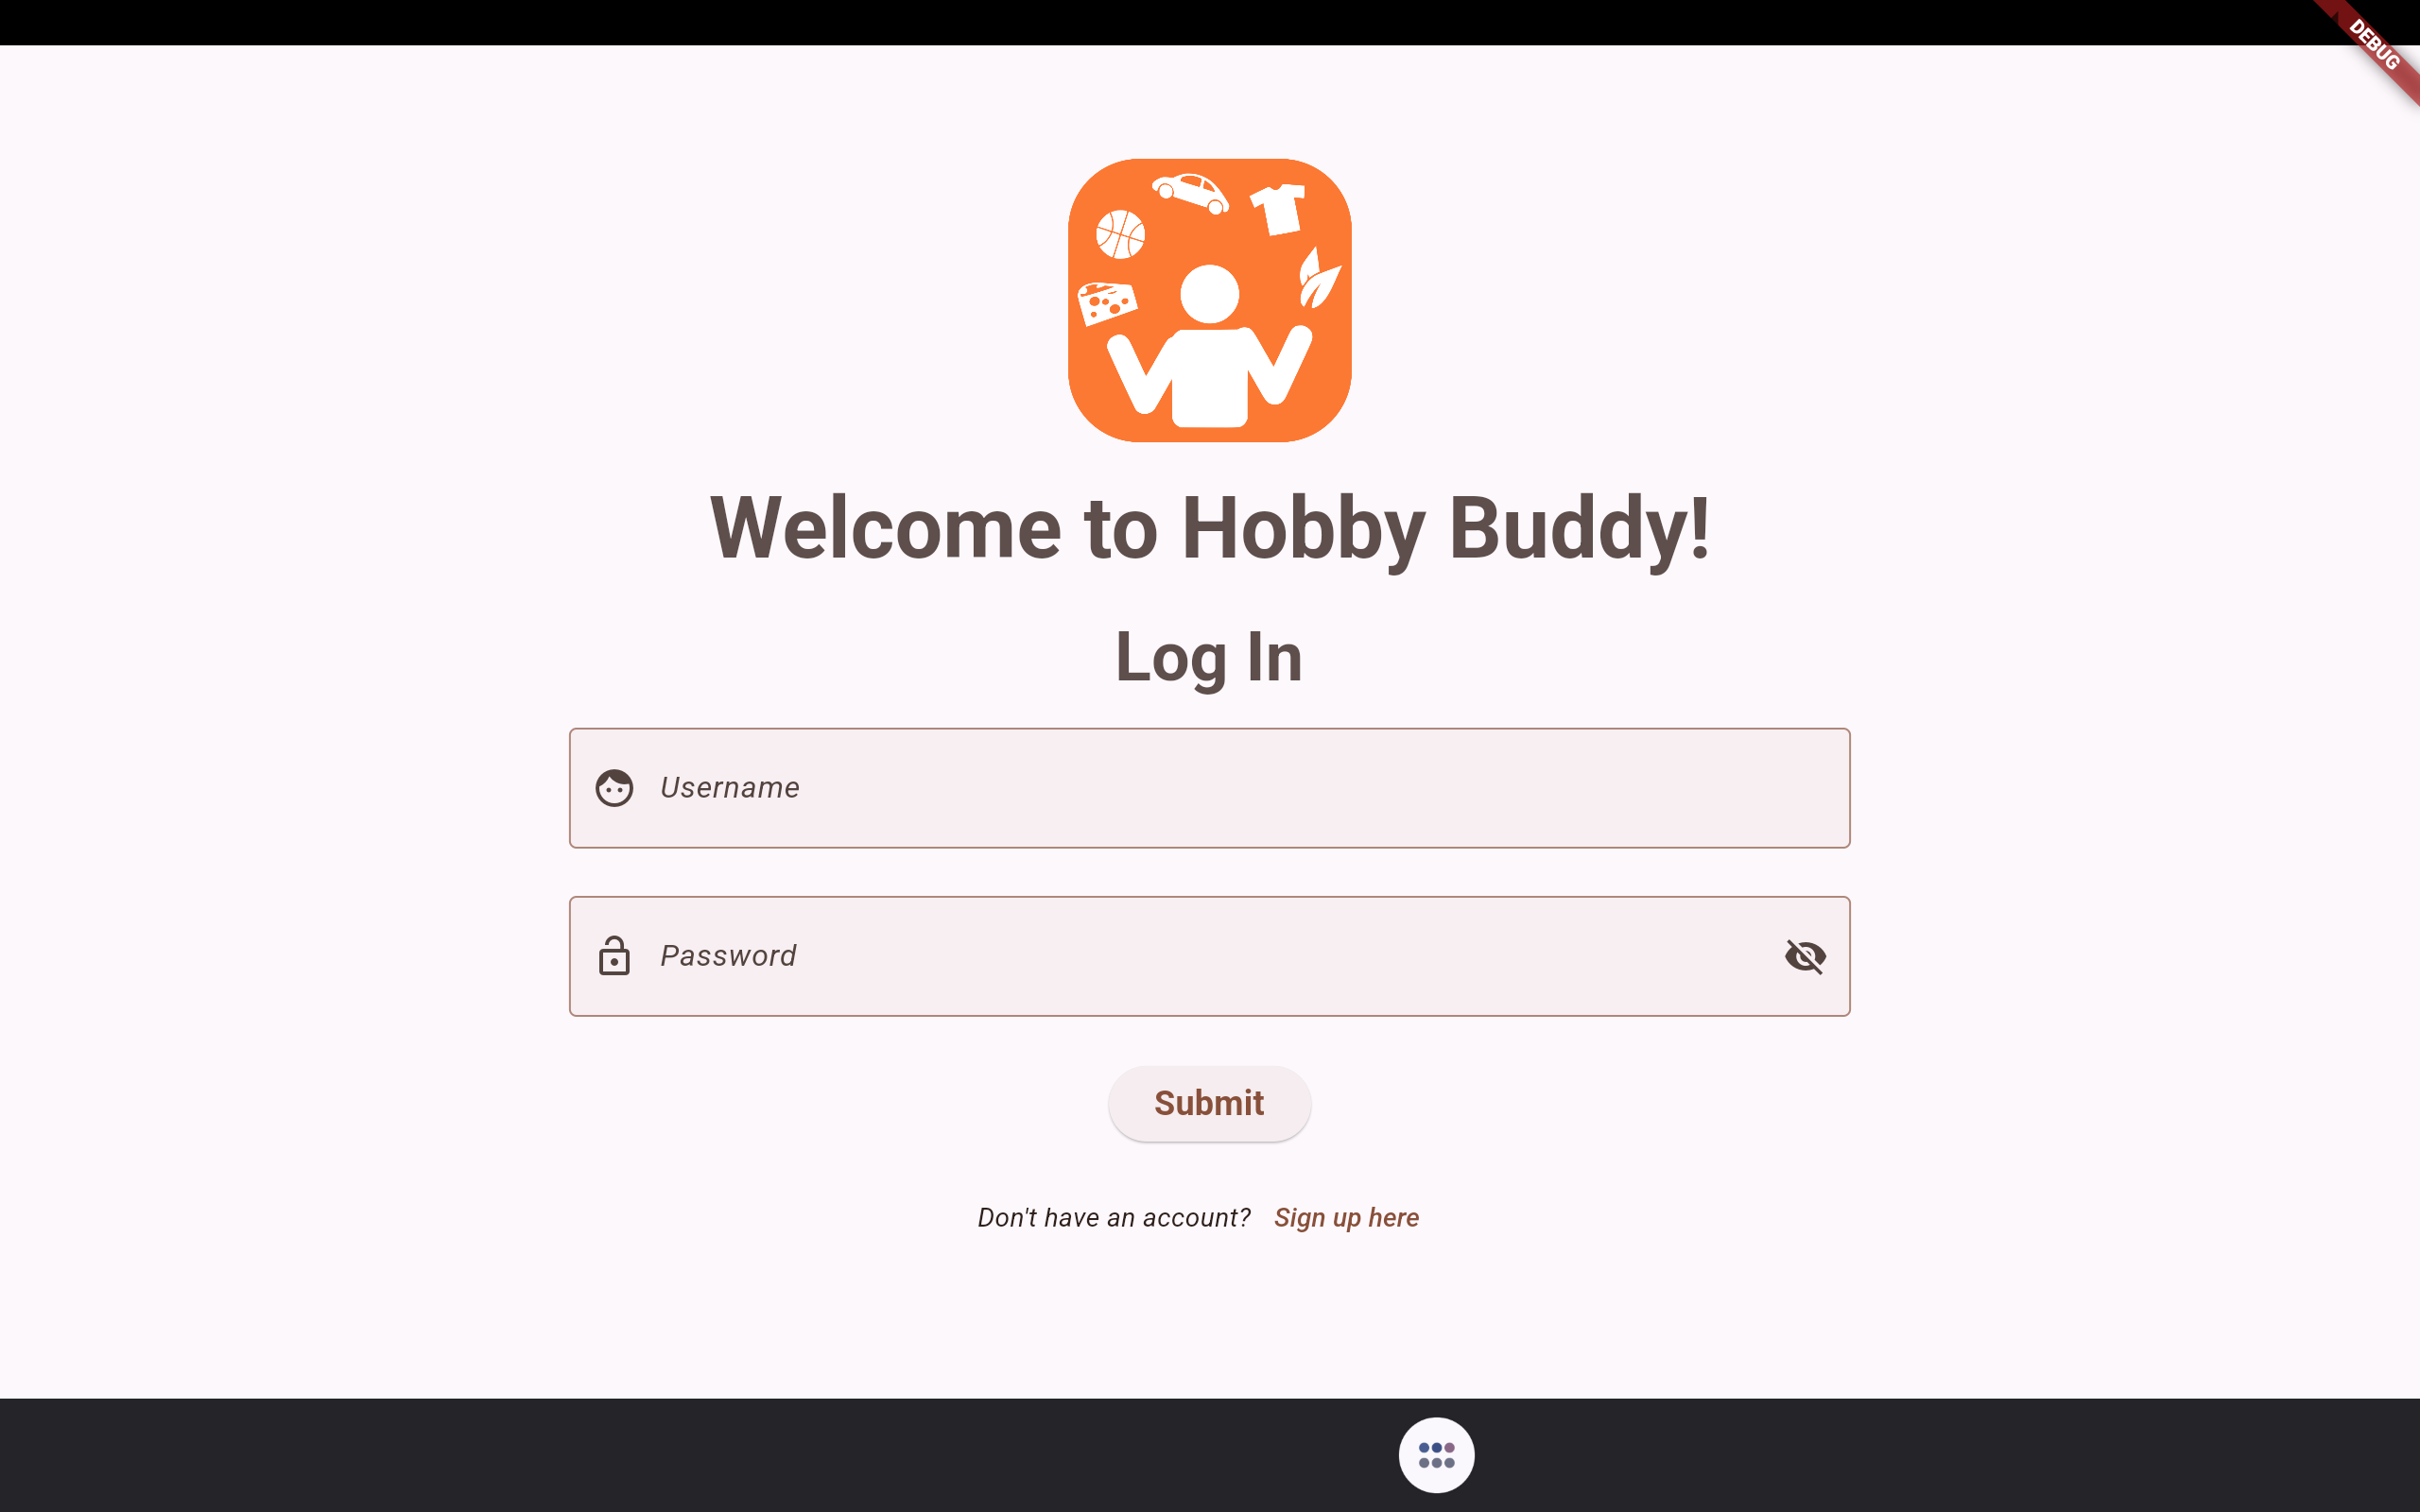 DEBUG
Welcome to Hobby Buddy!
Log In
Username
Password
Submit
Don't have an account? Sign up here